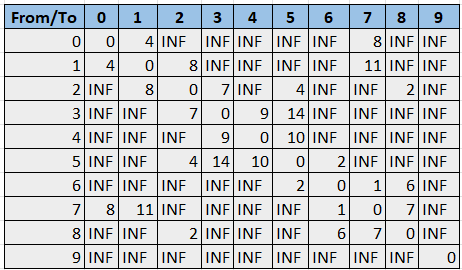 From/To 0 1 2 3 4 5 6 7 8 9
0 0 4 INF INF INF INF INF 8 INF INF
1 4 0 8 INF INF INF INF 11 INF INF
2 INF 8 0 7 INF 4 INF INF 2 INF
3 INF INF 7 0 9 14 INF INF INF INF
4 INF INF INF 9 0 10 INF INF INF INF
5 INF INF 4 14 10 0 2 INF INF INF
6 INF INF INF INF INF 2 0 1 6 INF
7 8 11 INF INF INF INF 1 0 7 INF
8 INF INF 2 INF INF INF 6 7 0 INF
9 INF INF INF INF INF INF INF INF INF 0